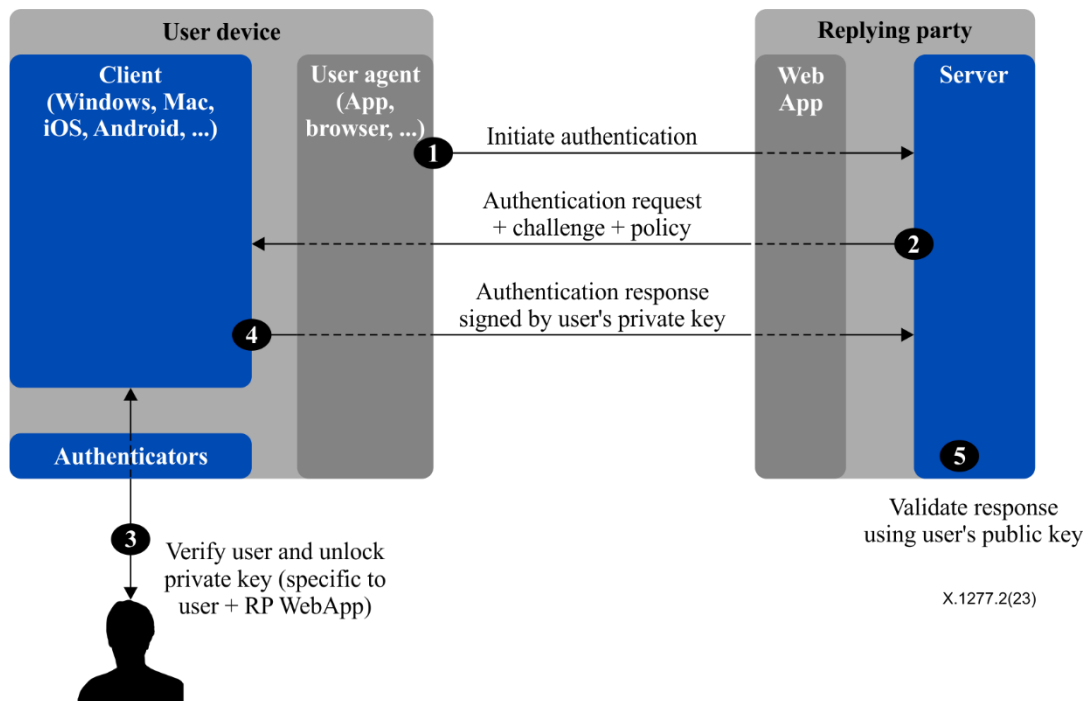 User device
Replying party
Client
(Windows, Mac,
iOS, Android, ...)
User agent
(App,
browser, ...)
Web
App
Server
1
Initiate authentication
Authentication request
+ challenge + policy
2
Authentication response
signed by user's private key
4
Authenticators
5
Validate response
using user's public key
3
Verify user and unlock
private key (specific to
user + RP WebApp)
X.1277.2(23)